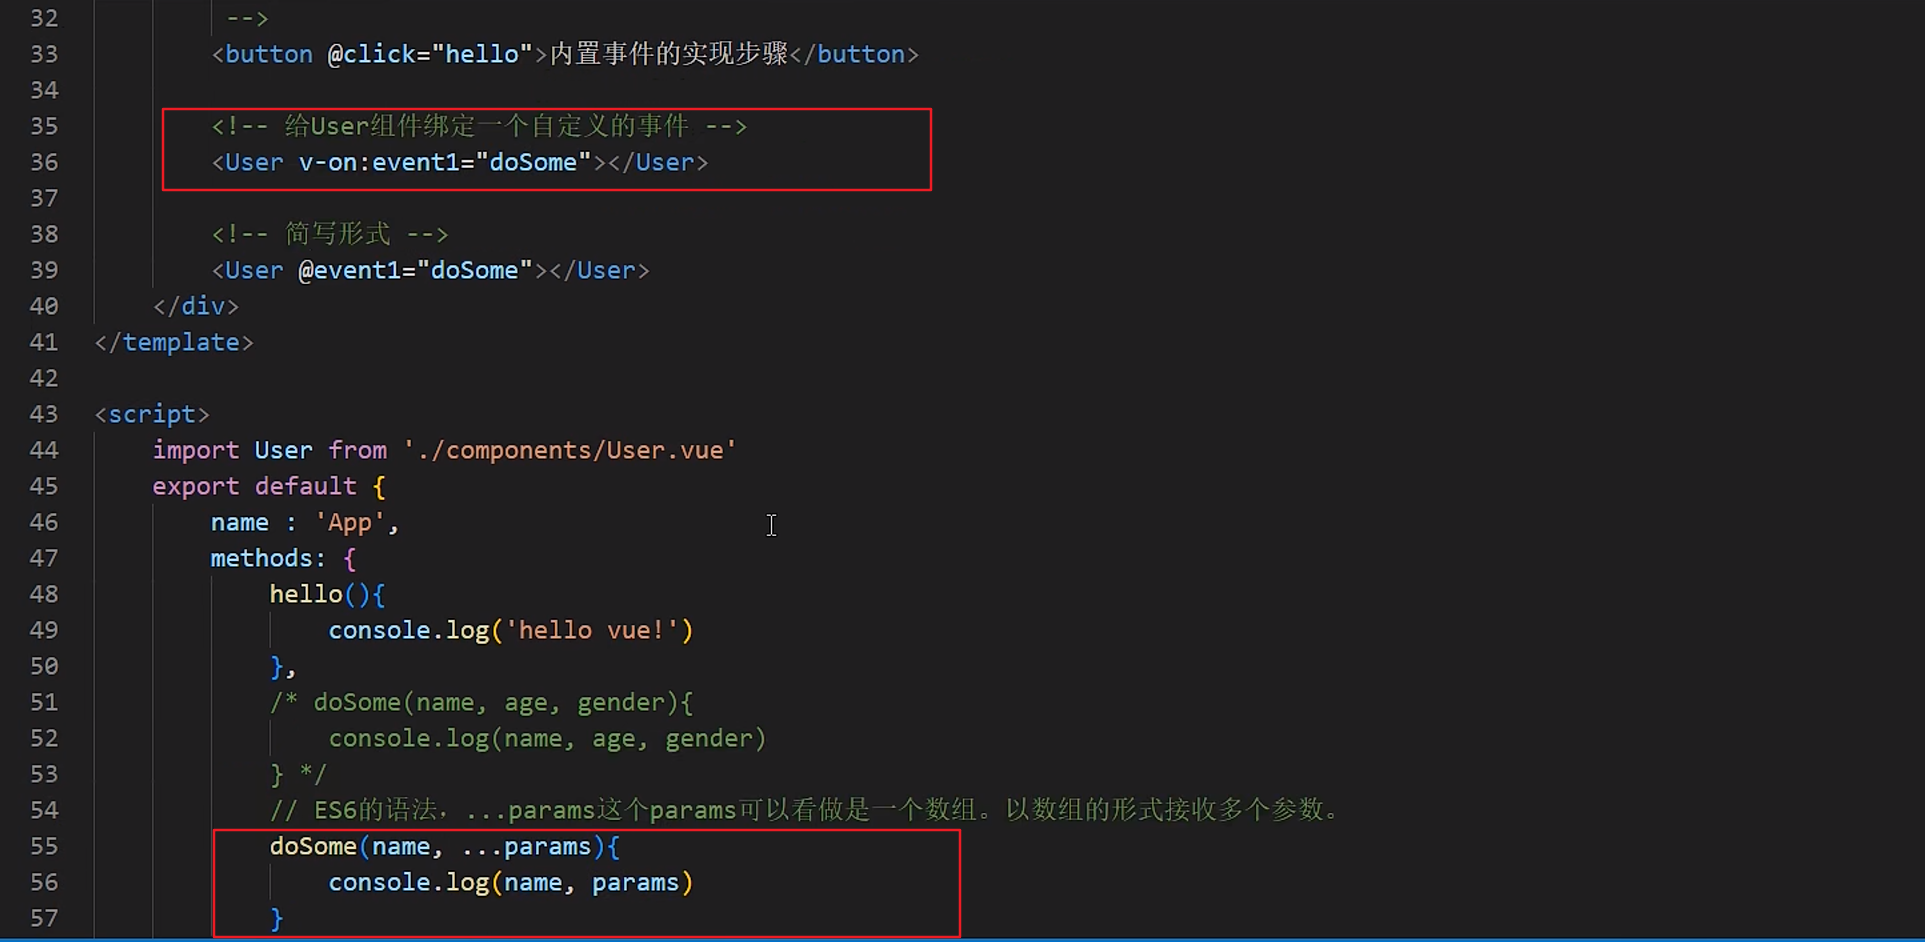 32 -->
33 <button @click="hello">内置事件的实现步骤</button>
34
35 <!-- 给User组件绑定一个自定义的事件 -->
36 <User v-on:event1="doSome"></User>
37
38 <!-- 简写形式 -->
39 <User @event1="doSome"></User>
40 </div>
41 </template>
42
43 <script>
44 import User from './components/User.vue'
45 export default {
46 name : 'App',
47 methods: {
48 hello(){
49 console.log('hello vue!')
50 },
51 /* doSome(name, age, gender){
52 console.log(name, age, gender)
53 } */
54 // ES6的语法，...params这个params可以看做是一个数组。以数组的形式接收多个参数。
55 doSome(name, ...params){
56 console.log(name, params)
57 }